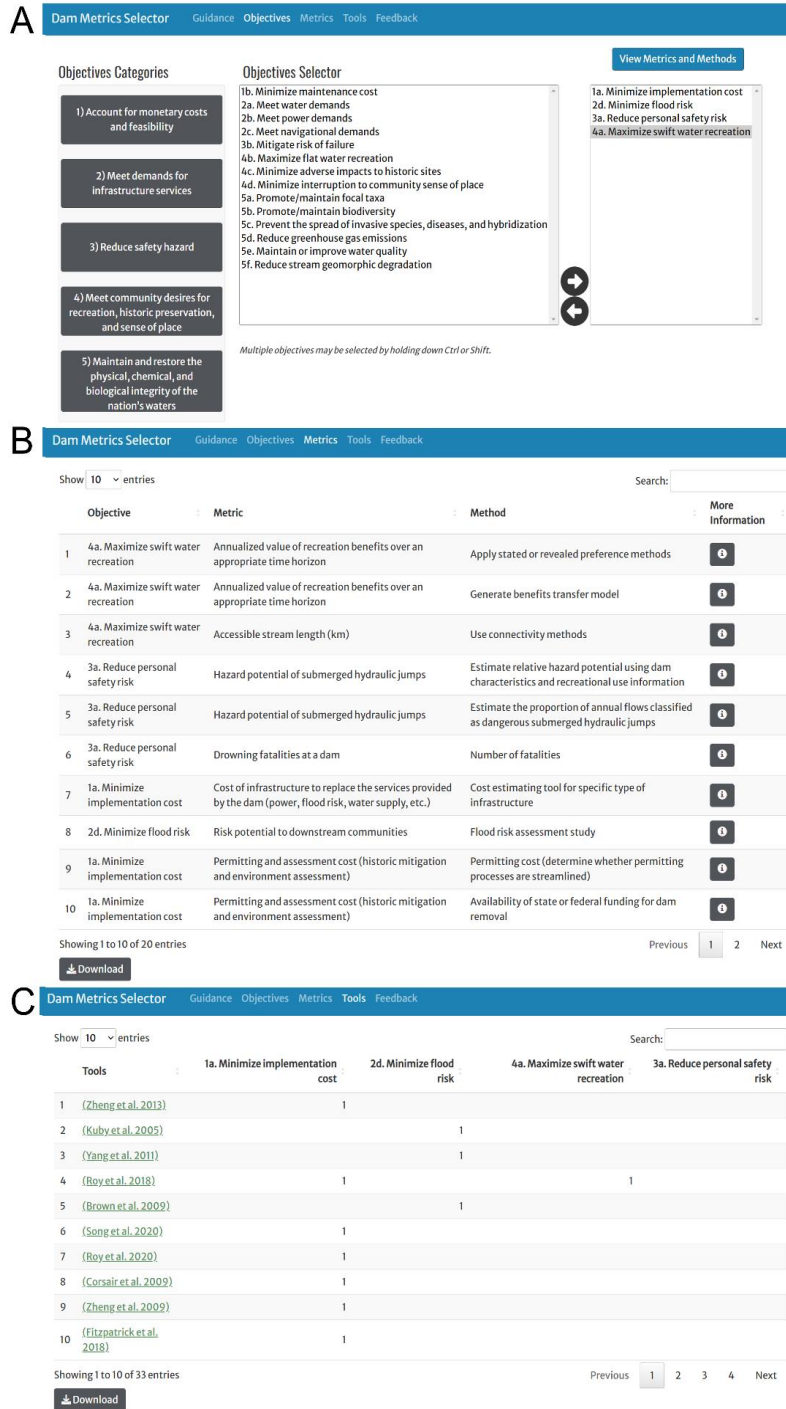 A
Dam Metrics Selector Guidance Objectives Metrics Tools Feedback
Objectives Categories
1) Account for monetary costs
and feasibility
2) Meet demands for
infrastructure services
3) Reduce safety hazard
4) Meet community desires for
recreation, historic preservation,
and sense of place
5) Maintain and restore the
physical, chemical, and
biological integrity of the
nation's waters
Objectives Selector
1b. Minimize maintenance cost
2a. Meet water demands
2b. Meet power demands
2c. Meet navigational demands
3b. Mitigate risk of failure
4b. Maximize flat water recreation
4c. Minimize adverse impacts to historic sites
4d. Minimize interruption to community sense of place
5a. Promote/maintain focal taxa
5b. Promote/maintain biodiversity
5c. Prevent the spread of invasive species, diseases, and hybridization
5d. Reduce greenhouse gas emissions
5e. Maintain or improve water quality
5f. Reduce stream geomorphic degradation
Multiple objectives may be selected by holding down Ctrl or Shift.
View Metrics and Methods
1a. Minimize implementation cost
2d. Minimize flood risk
3a. Reduce personal safety risk
4a. Maximize swift water recreation
B
Dam Metrics Selector Guidance Objectives Metrics Tools Feedback
Show 10 entries Search:
Objective Metric Method More
Information
1 4a. Maximize swift water
recreation
Annualized value of recreation benefits over an
appropriate time horizon
Apply stated or revealed preference methods
2 4a. Maximize swift water
recreation
Annualized value of recreation benefits over an
appropriate time horizon
Generate benefits transfer model
3 4a. Maximize swift water
recreation
Accessible stream length (km)
Use connectivity methods
4 3a. Reduce personal
safety risk
Hazard potential of submerged hydraulic jumps
Estimate relative hazard potential using dam
characteristics and recreational use information
5 3a. Reduce personal
safety risk
Hazard potential of submerged hydraulic jumps
Estimate the proportion of annual flows classified
as dangerous submerged hydraulic jumps
6 3a. Reduce personal
safety risk
Drowning fatalities at a dam
Number of fatalities
7 1a. Minimize
implementation cost
Cost of infrastructure to replace the services provided
by the dam (power, flood risk, water supply, etc.)
Cost estimating tool for specific type of
infrastructure
8 2d. Minimize flood risk
Risk potential to downstream communities
Flood risk assessment study
9 1a. Minimize
implementation cost
Permitting and assessment cost (historic mitigation
and environment assessment)
Permitting cost (determine whether permitting
processes are streamlined)
10 1a. Minimize
implementation cost
Permitting and assessment cost (historic mitigation
and environment assessment)
Availability of state or federal funding for dam
removal
Showing 1 to 10 of 20 entries Previous 1 2 Next
Download
C
Dam Metrics Selector Guidance Objectives Metrics Tools Feedback
Show 10 entries Search:
Tools
1a. Minimize implementation
cost
2d. Minimize flood
risk
4a. Maximize swift water
recreation
3a. Reduce personal safety
risk
1 (Zheng et al. 2013) 1
2 (Kuby et al. 2005) 1
3 (Yang et al. 2011) 1
4 (Roy et al. 2018) 1 1
5 (Brown et al. 2009) 1
6 (Song et al. 2020) 1
7 (Roy et al. 2020) 1
8 (Corsair et al. 2009) 1
9 (Zheng et al. 2009) 1
10 (Fitzpatrick et al.
2018) 1
Showing 1 to 10 of 33 entries Previous 1 2 3 4 Next
Download